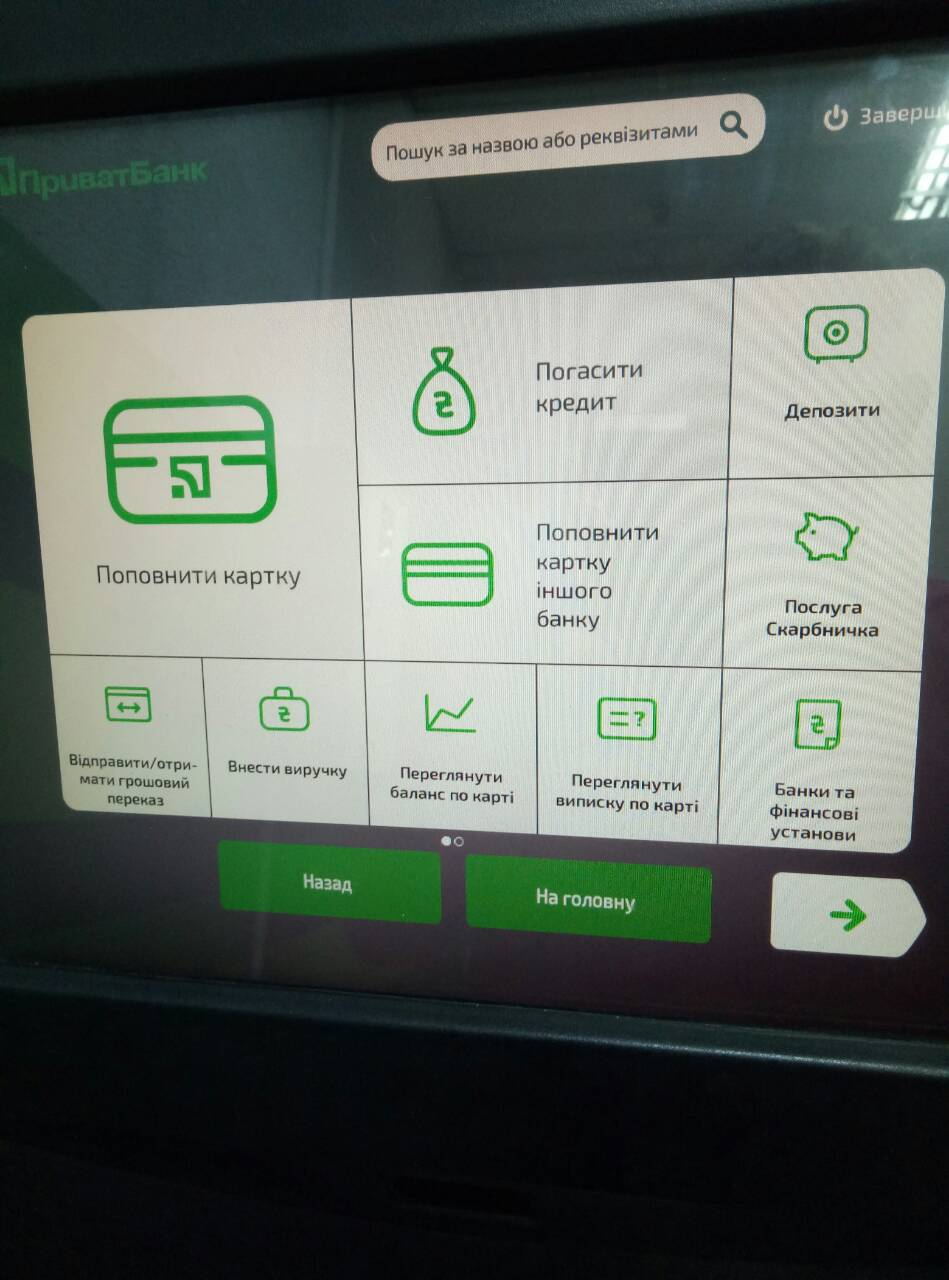 ПриватБанк
Пошук за назвою або реквізитами
Погасити
кредит
Депозити
Поповнити картку
Поповнити
картку
іншого
банку
Послуга
Скарбничка
Відправити/отри-
мати грошовий
переказ
Внести виручку
Переглянути
баланс по карті
Переглянути
виписку по карті
Банки та
фінансові
установи
Назад
На головну